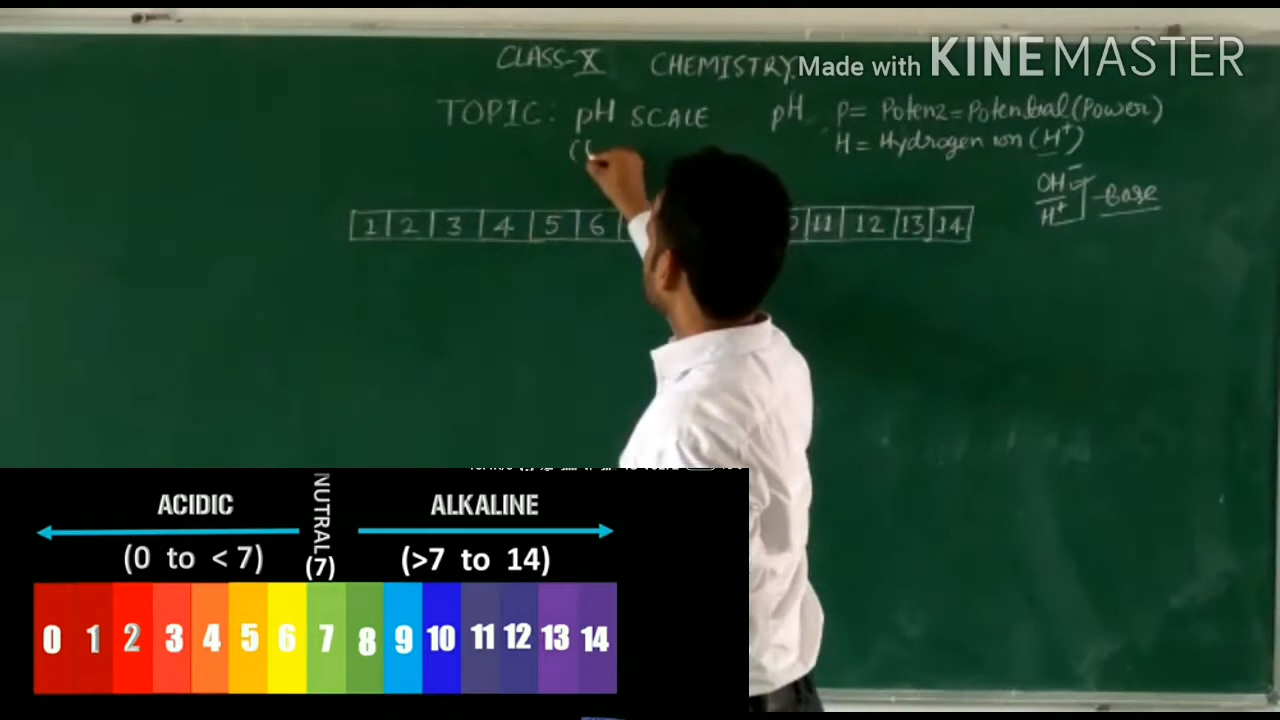 CLASS-X CHEMISTRY
Made with KINEMASTER
TOPIC: pH SCALE
pH P= Potenz=Potential(Power)
H= Hydrogen ion (H⁺)
OH⁻
H⁺
Base
1 2 3 4 5 6 11 12 13 14
ACIDIC NUTRAL ALKALINE
(0 to <7) (7) (>7 to 14)
0 1 2 3 4 5 6 7 8 9 10 11 12 13 14